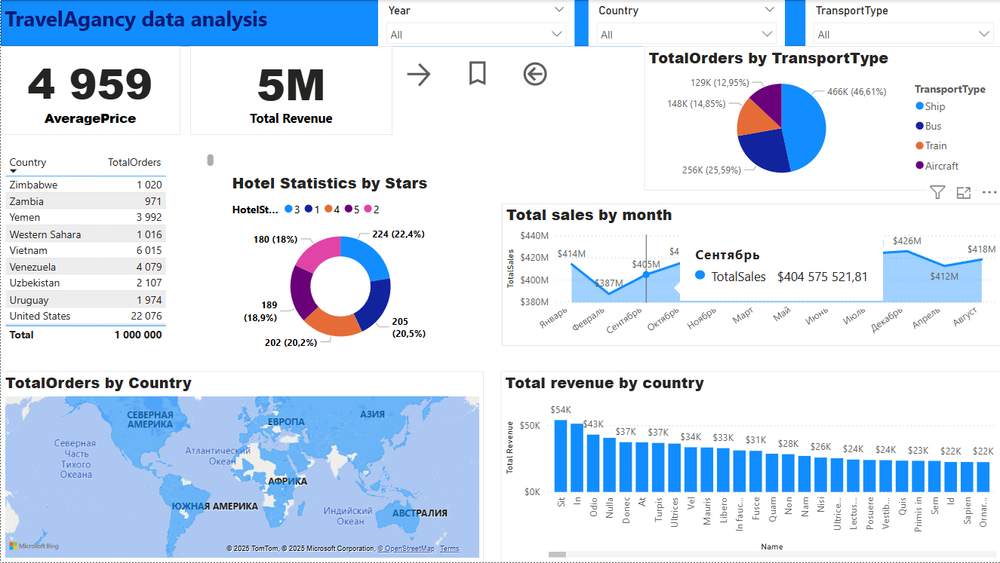 TravelAgancy data analysis
Year
All
Country
All
TransportType
All
4 959
AveragePrice
5M
Total Revenue
TotalOrders by TransportType
129K (12,95%)
148K (14,85%)
466K (46,61%)
256K (25,59%)
TransportType
Ship
Bus
Train
Aircraft
Country TotalOrders
Zimbabwe 1 020
Zambia 971
Yemen 3 992
Western Sahara 1 016
Vietnam 6 015
Venezuela 4 079
Uzbekistan 2 107
Uruguay 1 974
United States 22 076
Total 1 000 000
Hotel Statistics by Stars
HotelSt... 3 1 4 5 2
180 (18%)
224 (22,4%)
189
(18,9%)
205
(20,5%)
202 (20,2%)
Total sales by month
TotalSales
$440M
$420M
$400M
$380M
$414M
$387M
$405M
$4
Сентябрь
TotalSales $404 575 521,81
$426M
$412M
$418M
Январь
Февраль
Сентябрь
Октябрь
Ноябрь
Март
Май
Июнь
Июль
Декабрь
Апрель
Август
TotalOrders by Country
СЕВЕРНАЯ
АМЕРИКА
ЕВРОПА
АЗИЯ
Северная
Часть
Тихого
Океана
Атлантический
Океан
АФРИКА
ЮЖНАЯ АМЕРИКА
Индийский
Океан
АВСТРАЛИЯ
Microsoft Bing
© 2025 TomTom, © 2025 Microsoft Corporation, © OpenStreetMap Terms
Total revenue by country
Total Revenue
$50K
$0K
$54K
$43K
$37K
$37K
$34K
$33K
$31K
$28K
$26K
$24K
$24K
$23K
$22K
$22K
Sit
In
Odio
Nulla
Donec
At
Turpis
Ultrices
Vel
Mauris
Libero
In fauc...
Fusce
Quam
Non
Nam
Nisi
Ultrice...
Lectus...
Posuere
Vestib...
Quis
Primis in
Sem
Id
Sapien
Ornar...
Name